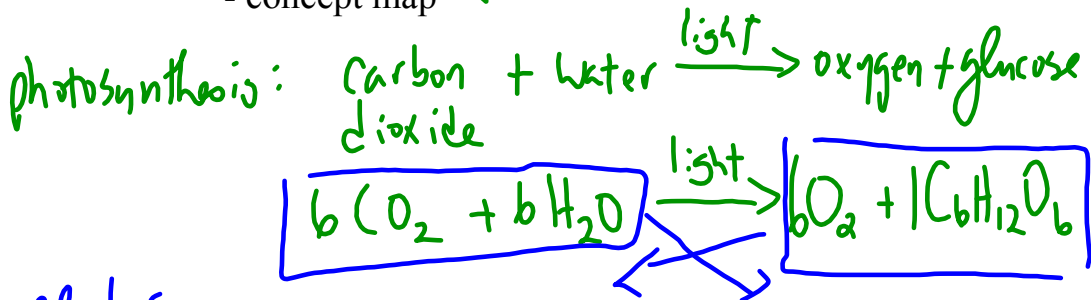 - concept map
photosynthesis: carbon dioxide + water light → oxygen + glucose
6CO₂ + 6H₂O light → 6O₂ + 1C₆H₁₂O₆